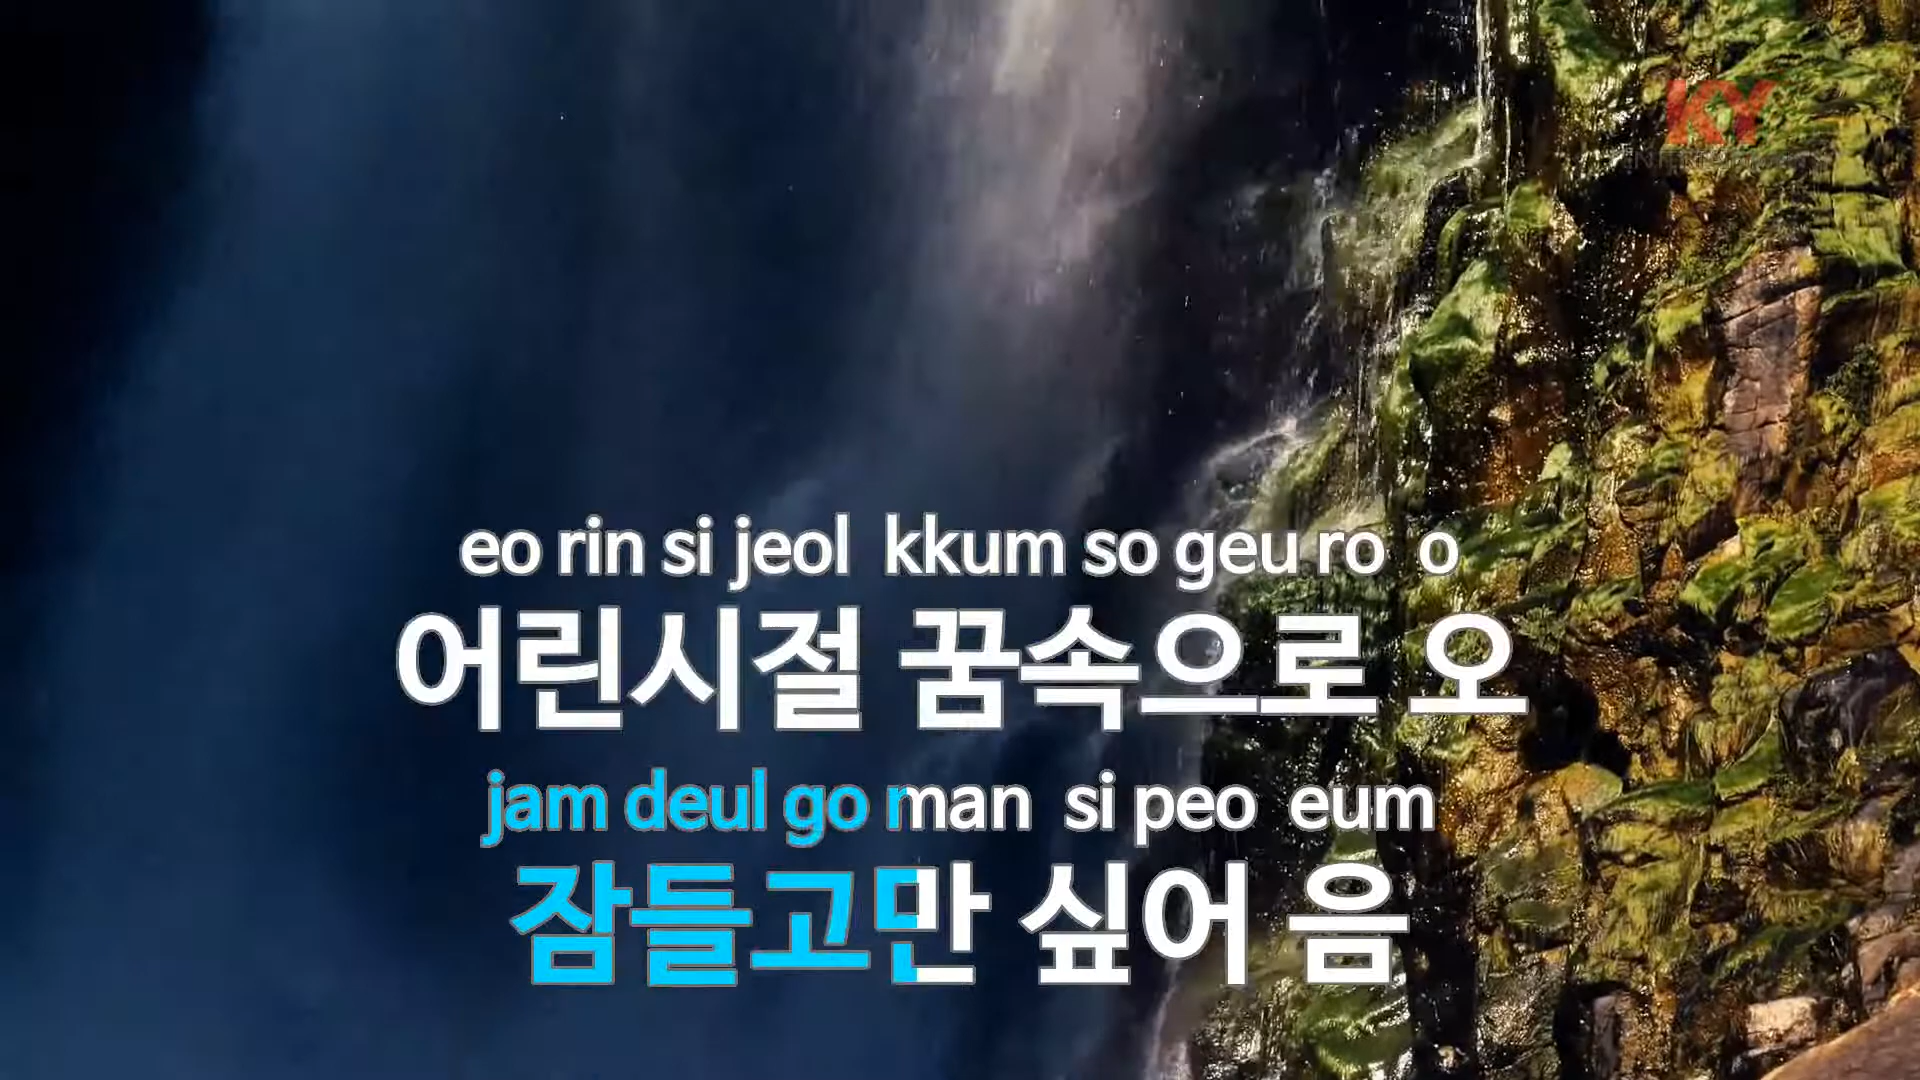 KY
eo rin si jeol kkum so geu ro o
어린시절 꿈속으로 오
jam deul go man si peo eum
잠들고만 싶어 음